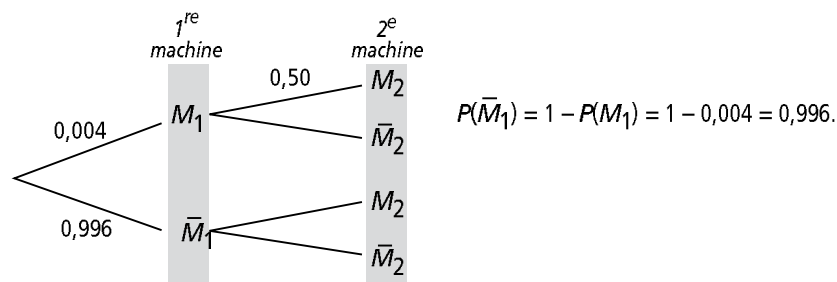 1re machine
2e machine
0,50
M2
0,004
M1
M̄2
P(M̄1) = 1 – P(M1) = 1 – 0,004 = 0,996.
M2
0,996
M̄1
M̄2